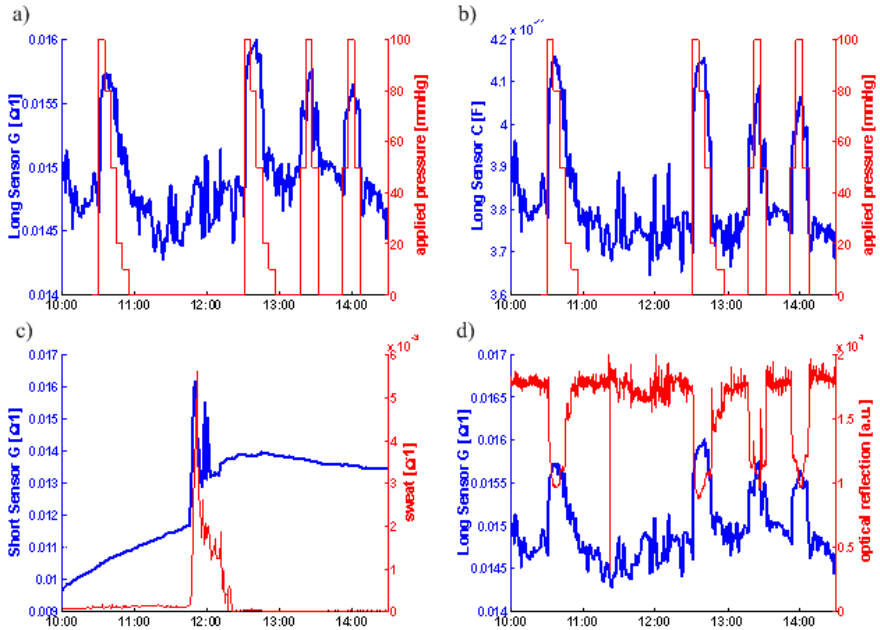 a)
0.016
0.0155
0.015
0.0145
0.014
Long Sensor G [Ω-1]
100
80
60
40
20
0
applied pressure [mmHg]
10:00 11:00 12:00 13:00 14:00
b)
4.2
4.1
4
3.9
3.8
3.7
3.6
Long Sensor C [F]
100
80
60
40
20
0
applied pressure [mmHg]
10:00 11:00 12:00 13:00 14:00
c)
0.017
0.016
0.015
0.014
0.013
0.012
0.011
0.01
0.009
Short Sensor G [Ω-1]
x 10-3
6
5
4
3
2
1
0
sweat [Ω-1]
10:00 11:00 12:00 13:00 14:00
d)
0.017
0.0165
0.016
0.0155
0.015
0.0145
0.014
Long Sensor G [Ω-1]
x 104
2
1.5
1
0.5
0
optical reflection [a.u.]
10:00 11:00 12:00 13:00 14:00